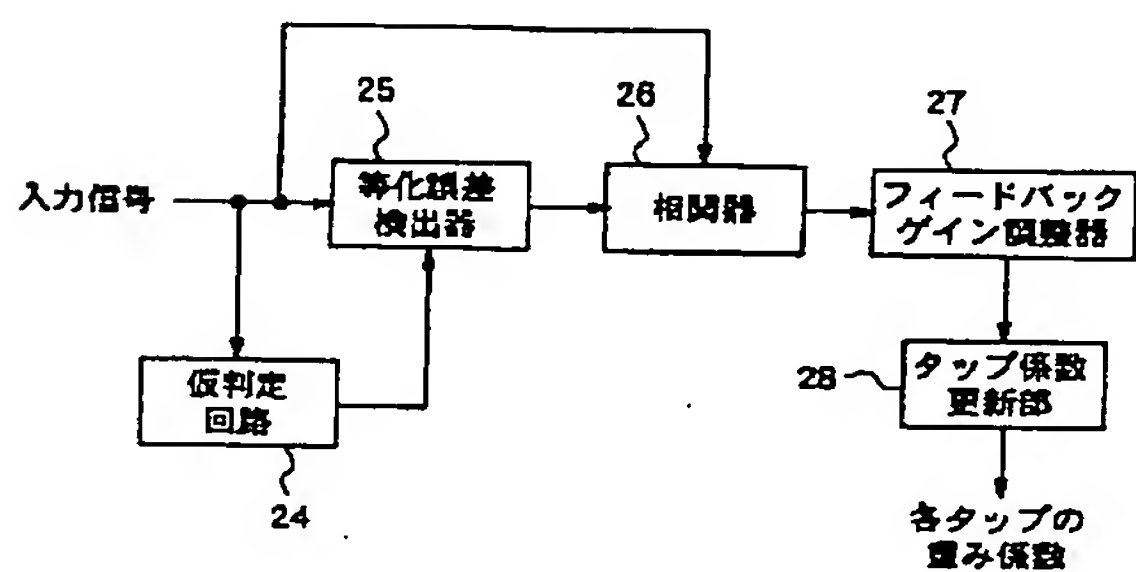 25
26
27
入力信号
等化誤差
検出器
相関器
フィードバック
ゲイン調整器
仮判定
回路
24
28
タップ係数
更新部
各タップの
重み係数